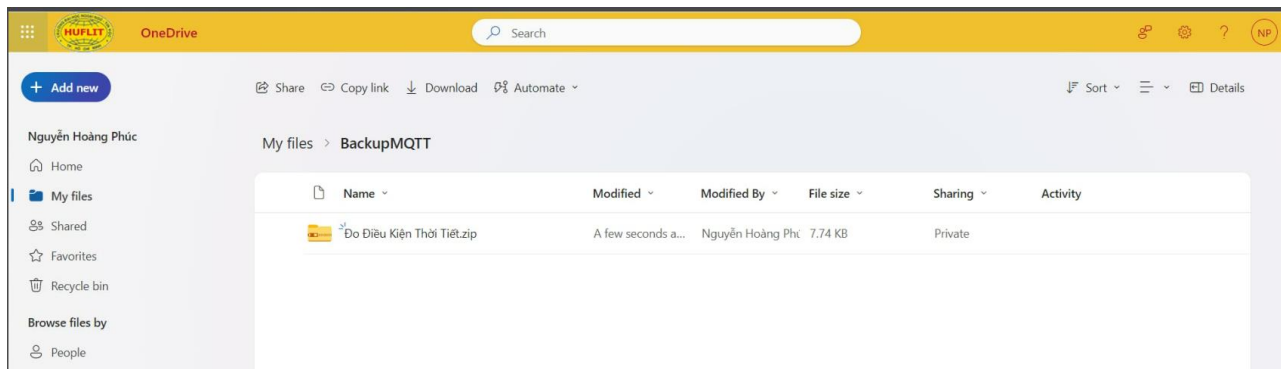 HUFLIT OneDrive Search NP
Add new Share Copy link Download Automate Sort Details
Nguyễn Hoàng Phúc
My files > BackupMQTT
Home
My files
Name Modified Modified By File size Sharing Activity
Shared
Đo Điều Kiện Thời Tiết.zip A few seconds a... Nguyễn Hoàng Phú 7.74 KB Private
Favorites
Recycle bin
Browse files by
People